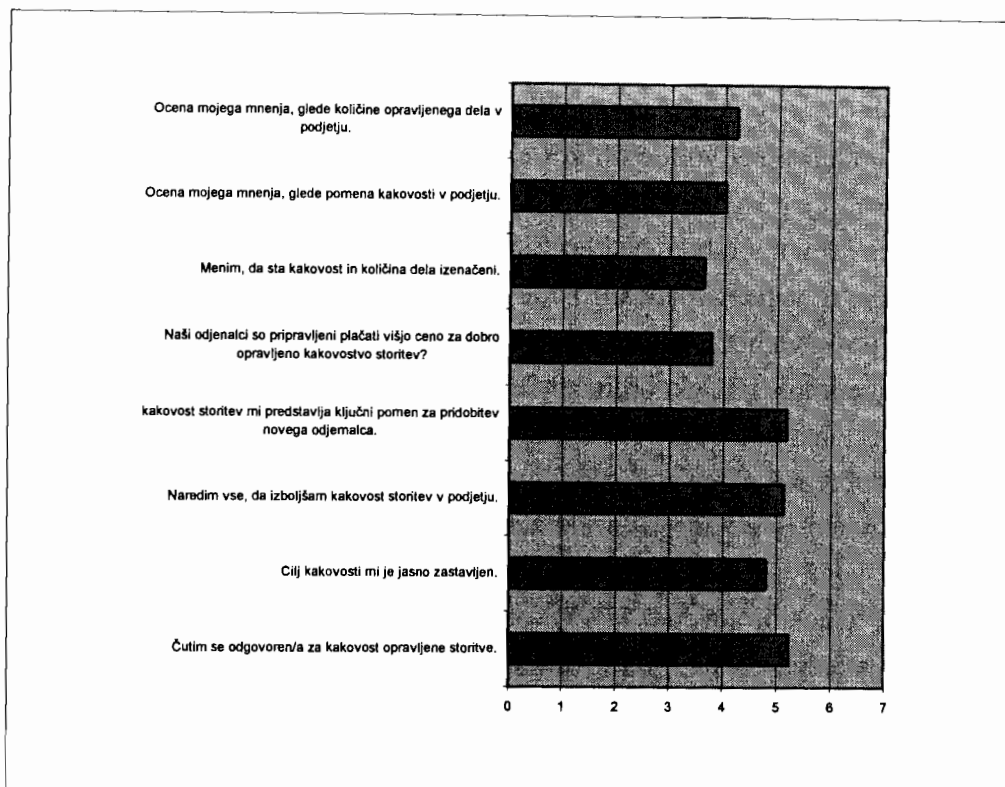 Ocena mojega mnenja, glede količine opravljenega dela v
podjetju.
Ocena mojega mnenja, glede pomena kakovosti v podjetju.
Menim, da sta kakovost in količina dela izenačeni.
Naši odjenalci so pripravljeni plačati višjo ceno za dobro
opravljeno kakovostvo storitev?
kakovost storitev mi predstavlja ključni pomen za pridobitev
novega odjemalca.
Naredim vse, da izboljšam kakovost storitev v podjetju.
Cilj kakovosti mi je jasno zastavljen.
Čutim se odgovoren/a za kakovost opravljene storitve.
0 1 2 3 4 5 6 7